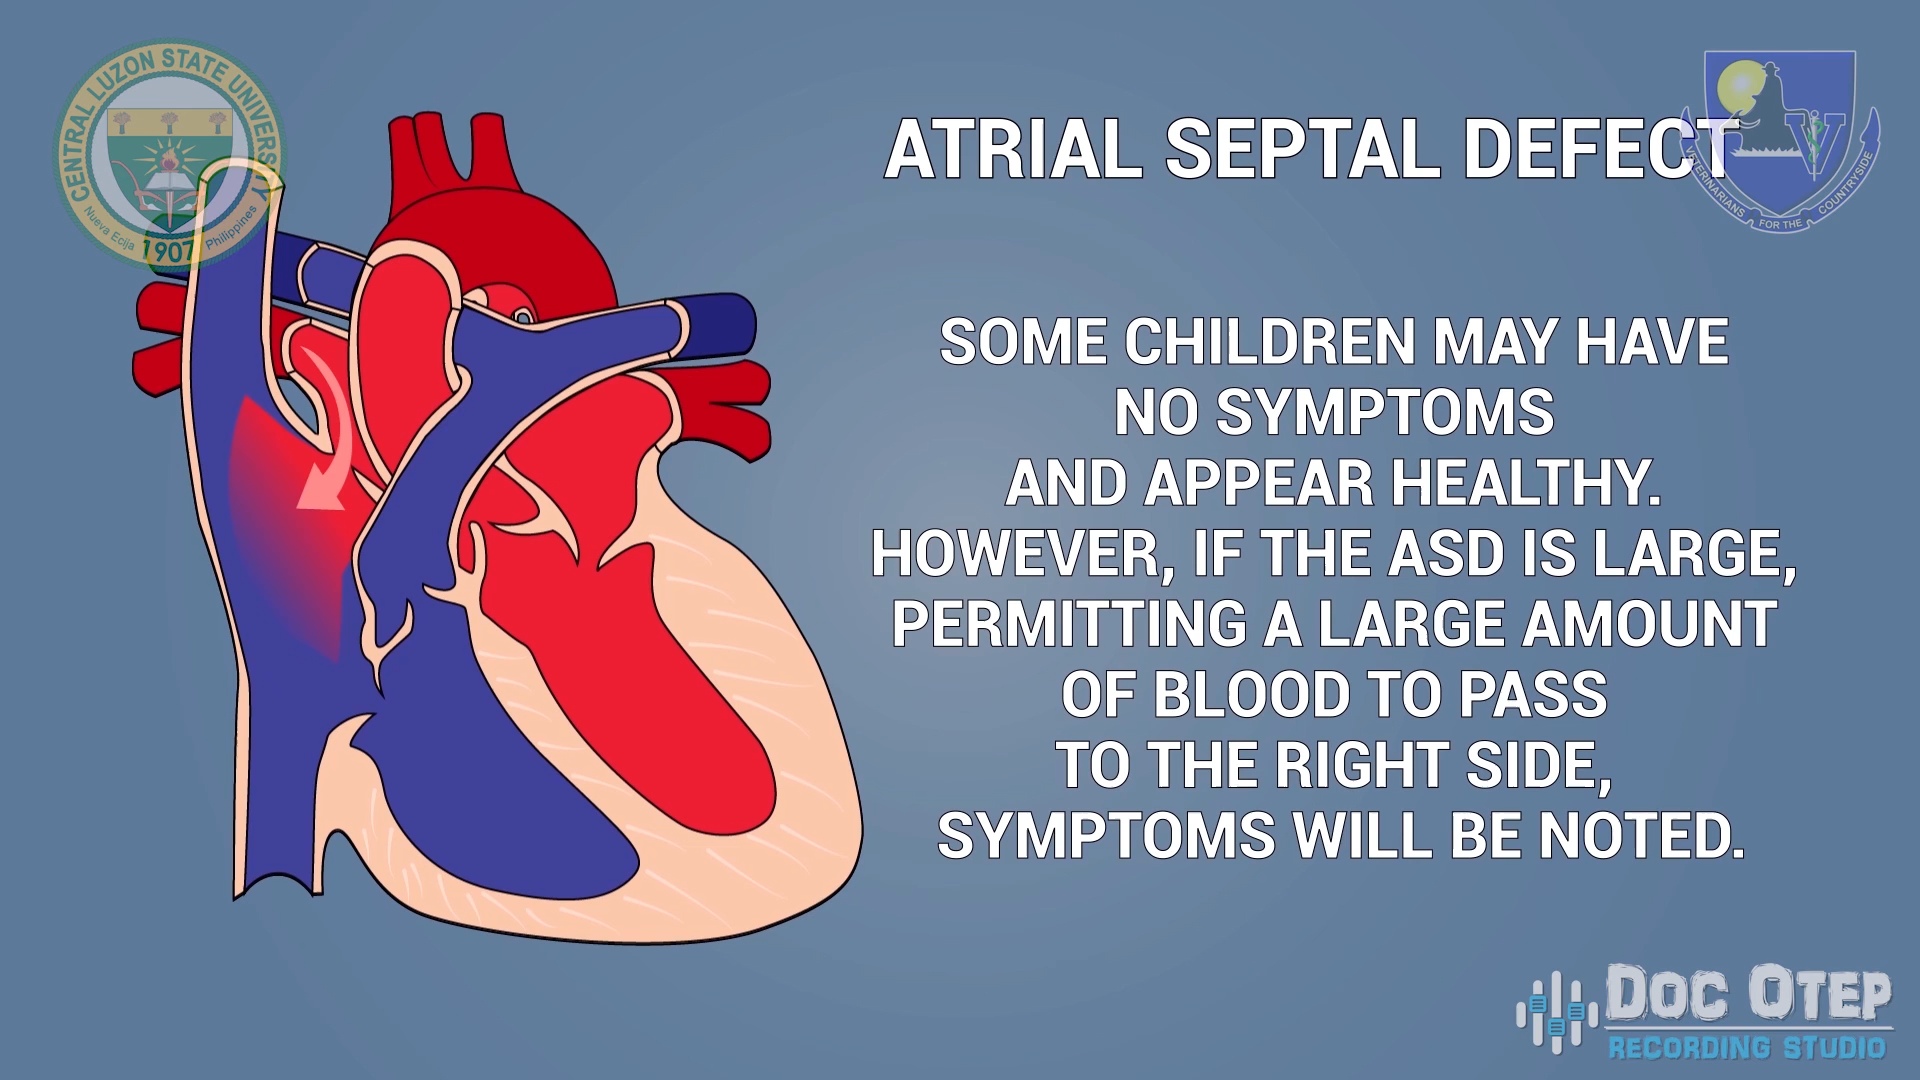 CENTRAL LUZON STATE UNIVERSITY
Nueva Ecija Philippines
1907
ATRIAL SEPTAL DEFECT
V
VETERINARIANS FOR THE COUNTRYSIDE
SOME CHILDREN MAY HAVE
NO SYMPTOMS
AND APPEAR HEALTHY.
HOWEVER, IF THE ASD IS LARGE,
PERMITTING A LARGE AMOUNT
OF BLOOD TO PASS
TO THE RIGHT SIDE,
SYMPTOMS WILL BE NOTED.
DOC OTEP
RECORDING STUDIO